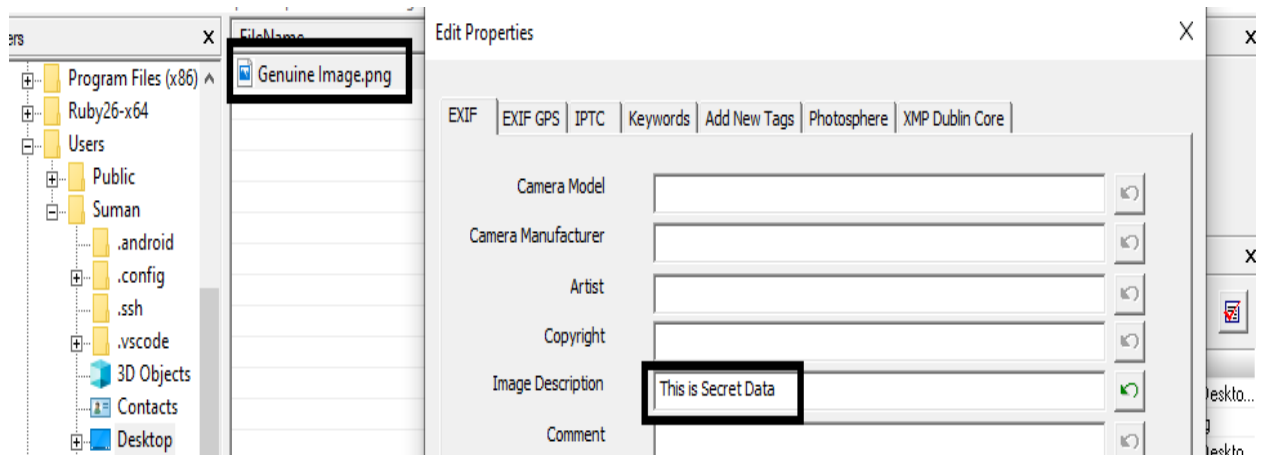 FileName
Genuine Image.png
Program Files (x86)
Ruby26-x64
Users
Public
Suman
.android
.config
.ssh
.vscode
3D Objects
Contacts
Desktop
Edit Properties
EXIF
EXIF GPS
IPTC
Keywords
Add New Tags
Photosphere
XMP Dublin Core
Camera Model
Camera Manufacturer
Artist
Copyright
Image Description
This is Secret Data
Comment